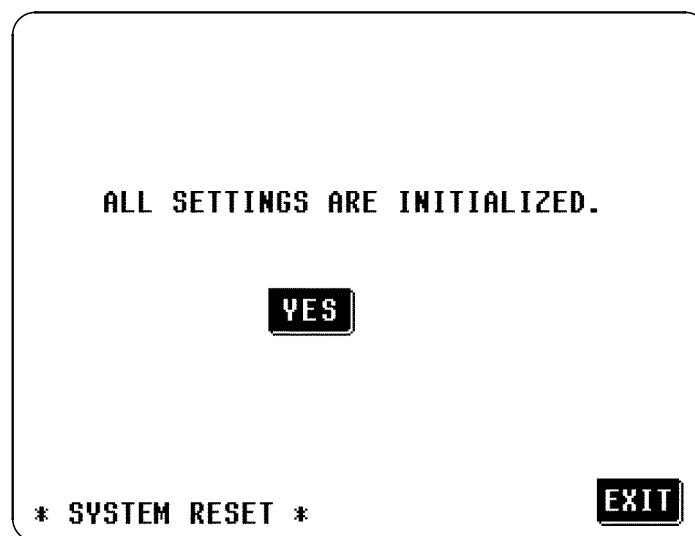 ALL SETTINGS ARE INITIALIZED.
YES
* SYSTEM RESET *
EXIT